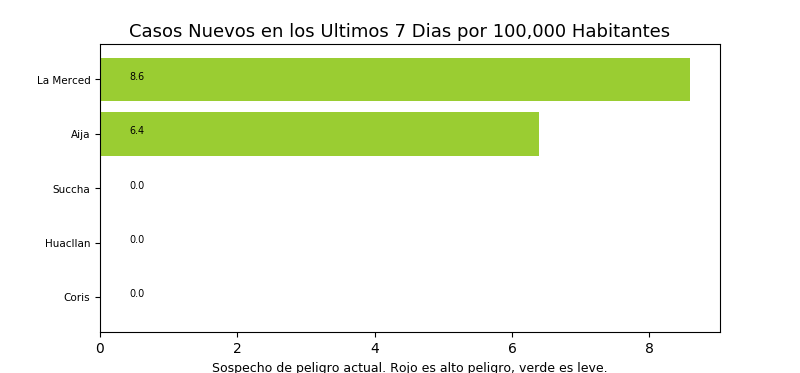 Casos Nuevos en los Ultimos 7 Dias por 100,000 Habitantes
La Merced 8.6
Aija 6.4
Succha 0.0
Huacllan 0.0
Coris 0.0
0 2 4 6 8
Sospecho de peligro actual. Rojo es alto peligro, verde es leve.